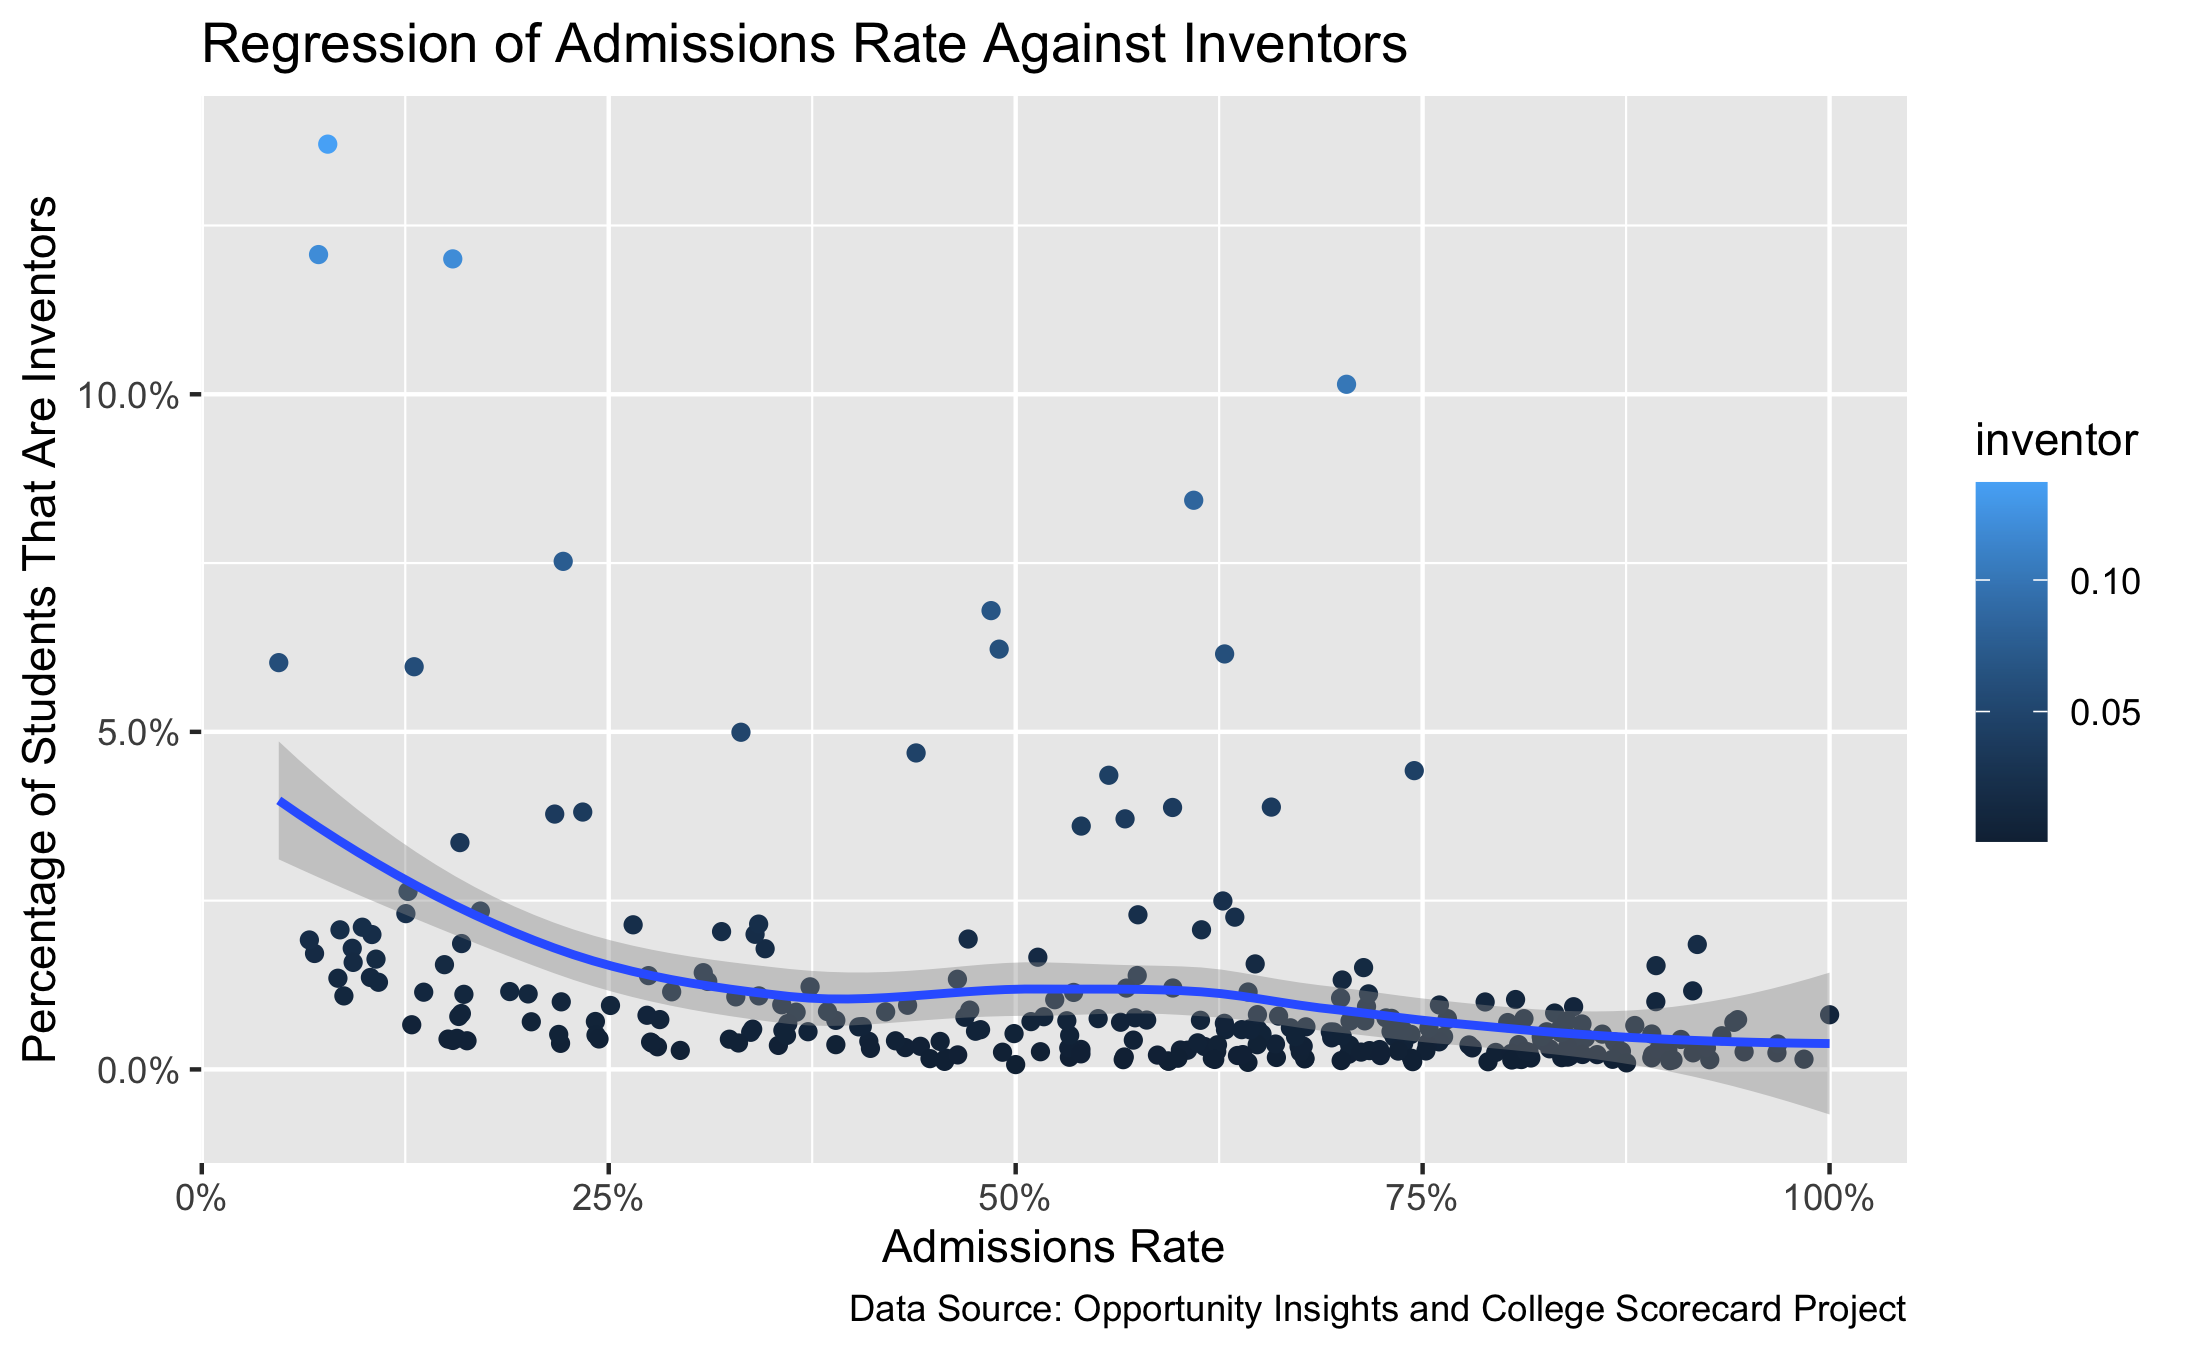 Regression of Admissions Rate Against Inventors
Percentage of Students That Are Inventors
10.0%
5.0%
0.0%
0%
25%
50%
75%
100%
Admissions Rate
inventor
0.10
0.05
Data Source: Opportunity Insights and College Scorecard Project